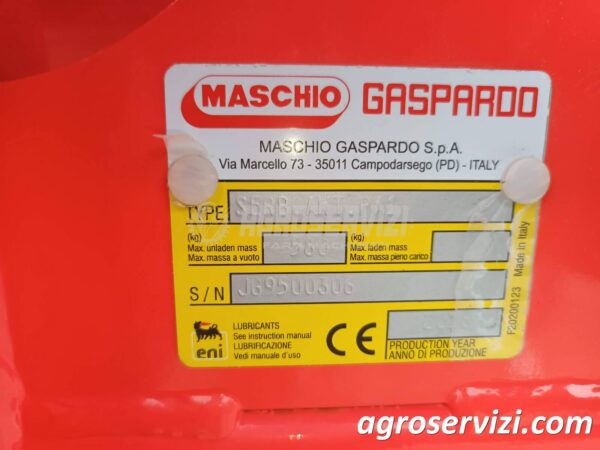 MASCHIO GASPARDO
MASCHIO GASPARDO S.p.A.
Via Marcello 73 - 35011 Campodarsego (PD) - ITALY
TYPE
AGROSERVIZI
(kg)
Max. unladen mass
Max. massa a vuoto
(kg)
Max. laden mass
Max. massa pieno carico
Made in Italy
F20200123
S/N JG9500606
eni
LUBRICANTS
See instruction manual
LUBRIFICAZIONE
Vedi manuale d'uso
CE
PRODUCTION YEAR
ANNO DI PRODUZIONE
agroservizi.com